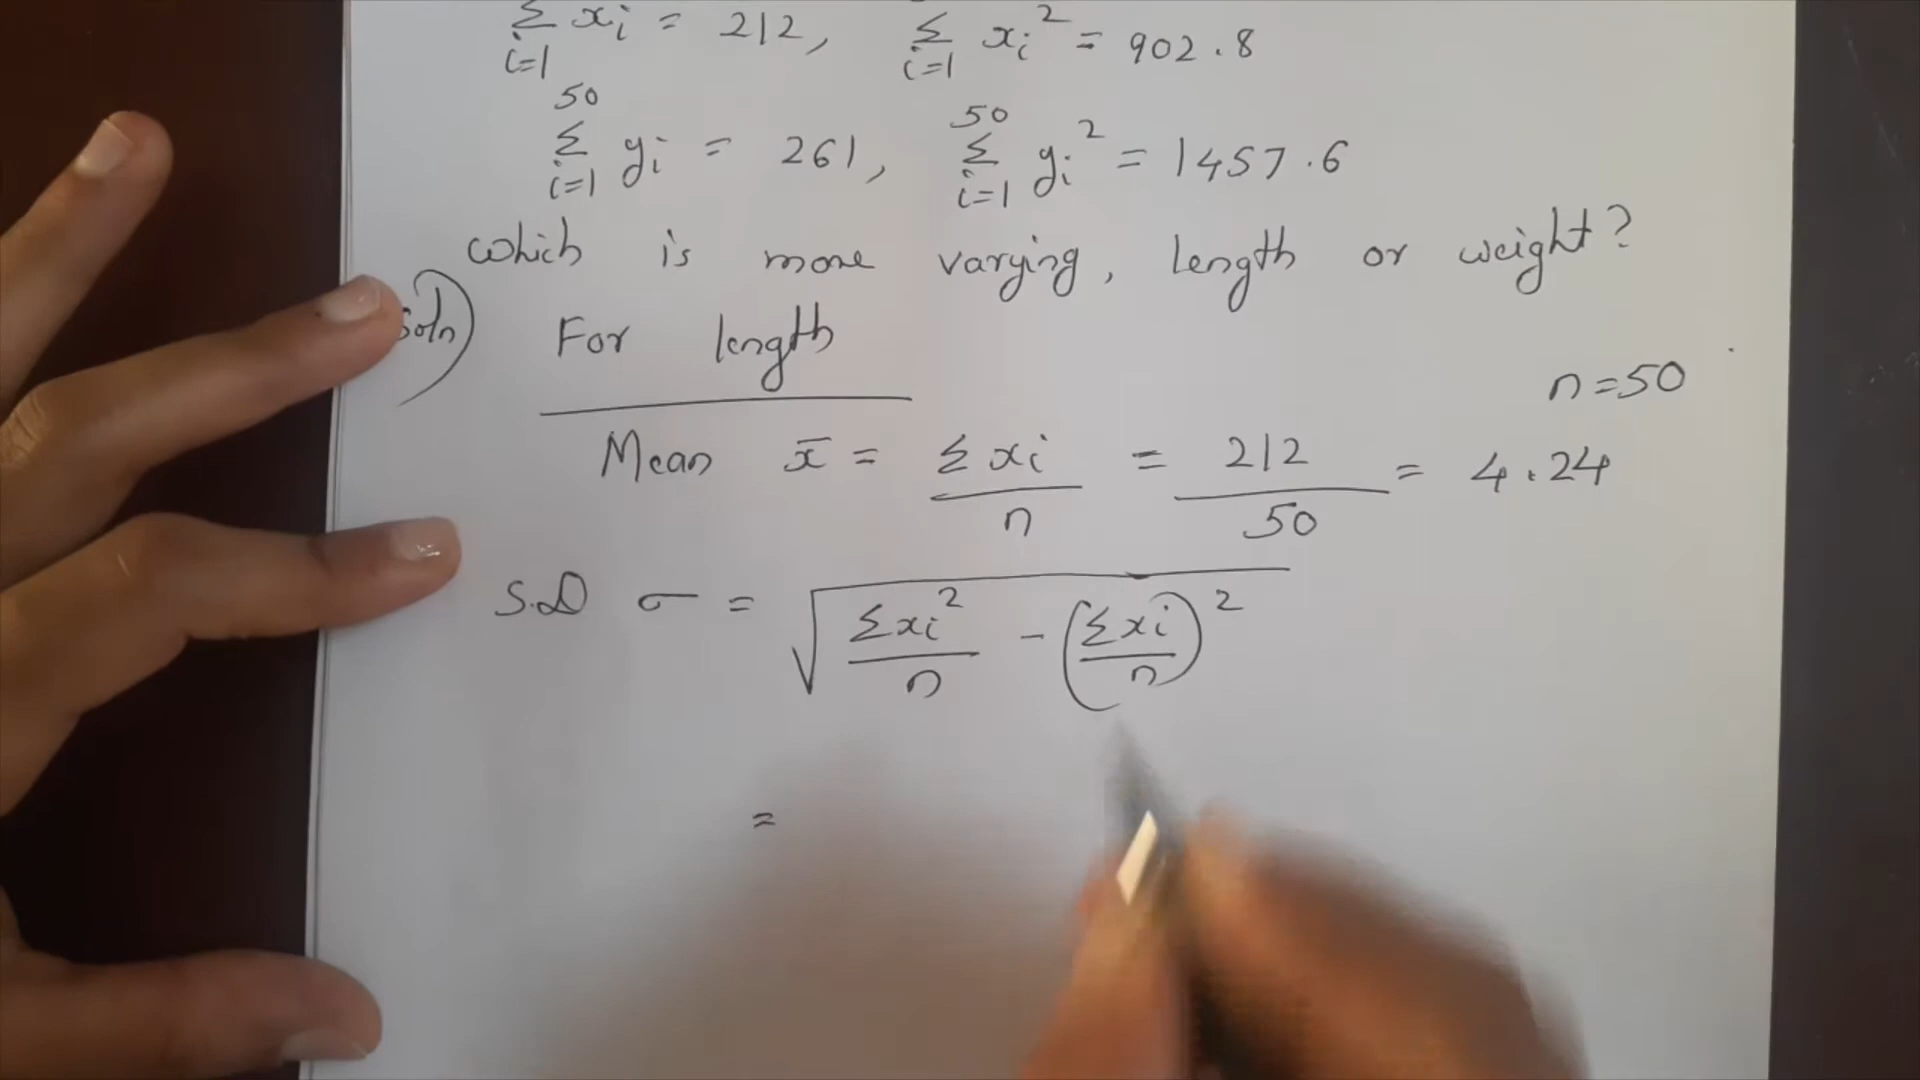 Σ xi = 212, Σ xi² = 902.8
i=1 i=1
50 50
Σ yi = 261, Σ yi² = 1457.6
i=1 i=1
which is more varying, length or weight?
Soln) For length
n=50
Mean x̄ = Σxi/n = 212/50 = 4.24
S.D σ = √(Σxi²/n - (Σxi/n)²)
=